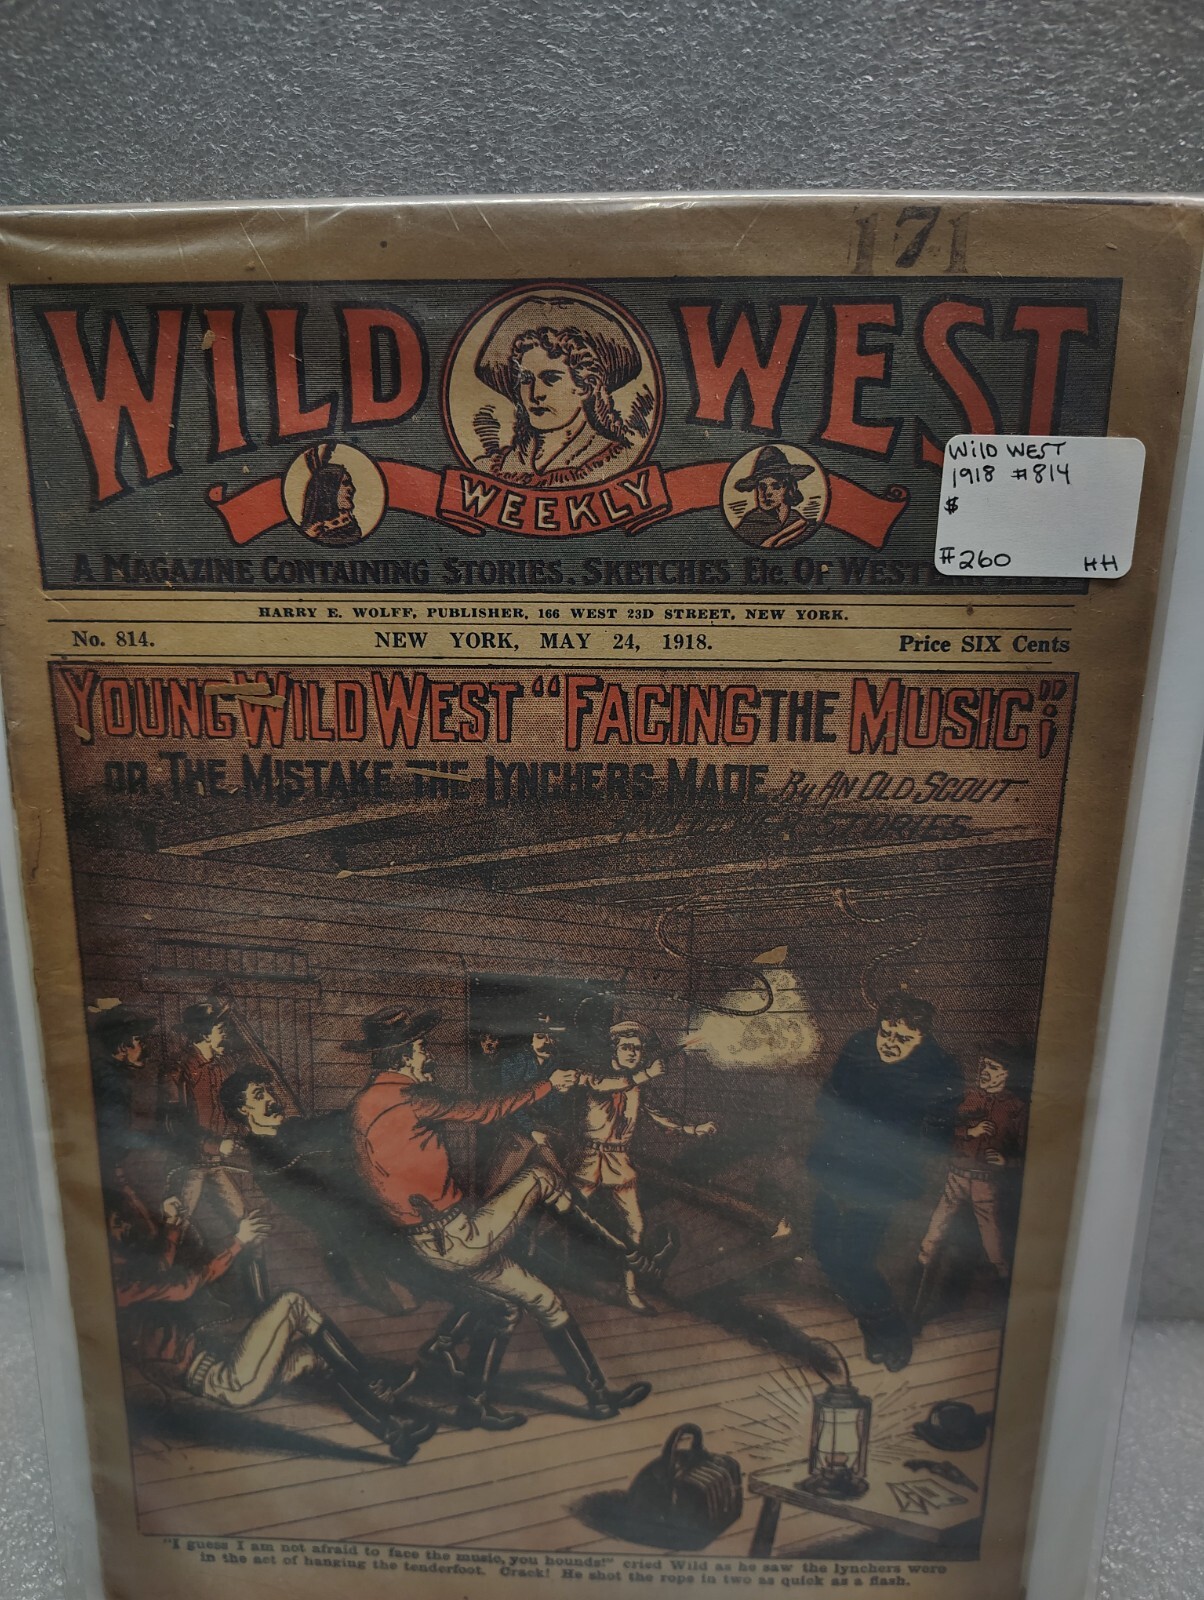 171
WILD WEST
WEEKLY
WILD WEST
1918 #814
$
#260 HH
A MAGAZINE CONTAINING STORIES, SKETCHES Etc. OF WEST
HARRY E. WOLFF, PUBLISHER, 166 WEST 23D STREET, NEW YORK.
No. 814. NEW YORK, MAY 24, 1918. Price SIX Cents
YOUNG WILD WEST "FACING THE MUSIC";
OR THE MISTAKE THE LYNCHERS MADE. By AN OLD SCOUT.
AND OTHER STORIES
"I guess I am not afraid to face the music, you hounds!" cried Wild as he saw the lynchers were
in the act of hanging the tenderfoot. Crack! He shot the rope in two as quick as a flash.